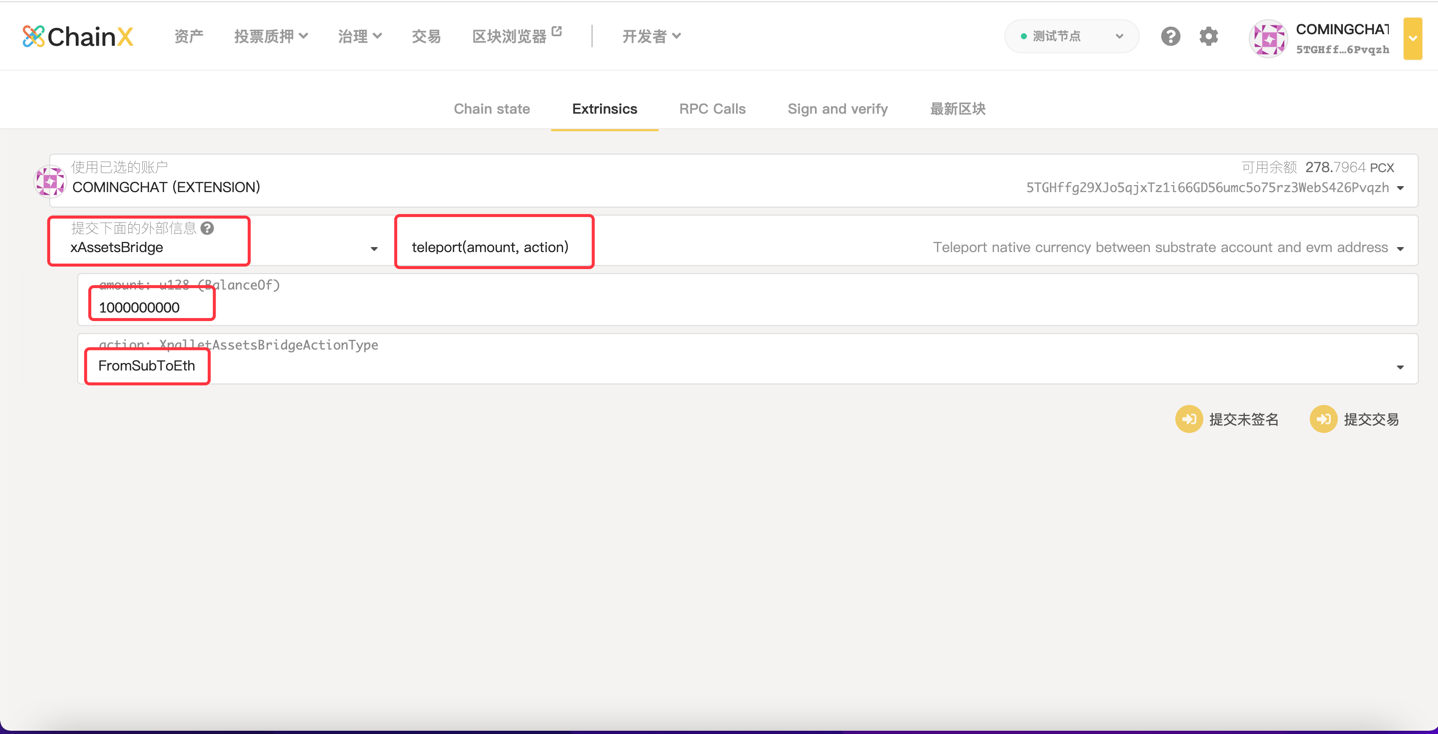 ChainX 资产 投票质押 治理 交易 区块浏览器 开发者 测试节点 COMINGCHAT
5TGHff…6Pvqzh
Chain state Extrinsics RPC Calls Sign and verify 最新区块
使用已选的账户 可用余额 278.7964 PCX
COMINGCHAT (EXTENSION) 5TGHffg29XJo5qjxTz1i66GD56umc5o75rz3WebS426Pvqzh
提交下面的外部信息
xAssetsBridge teleport(amount, action) Teleport native currency between substrate account and evm address
amount: u128 (BalanceOf)
1000000000
action: XpalletAssetsBridgeActionType
FromSubToEth
提交未签名 提交交易